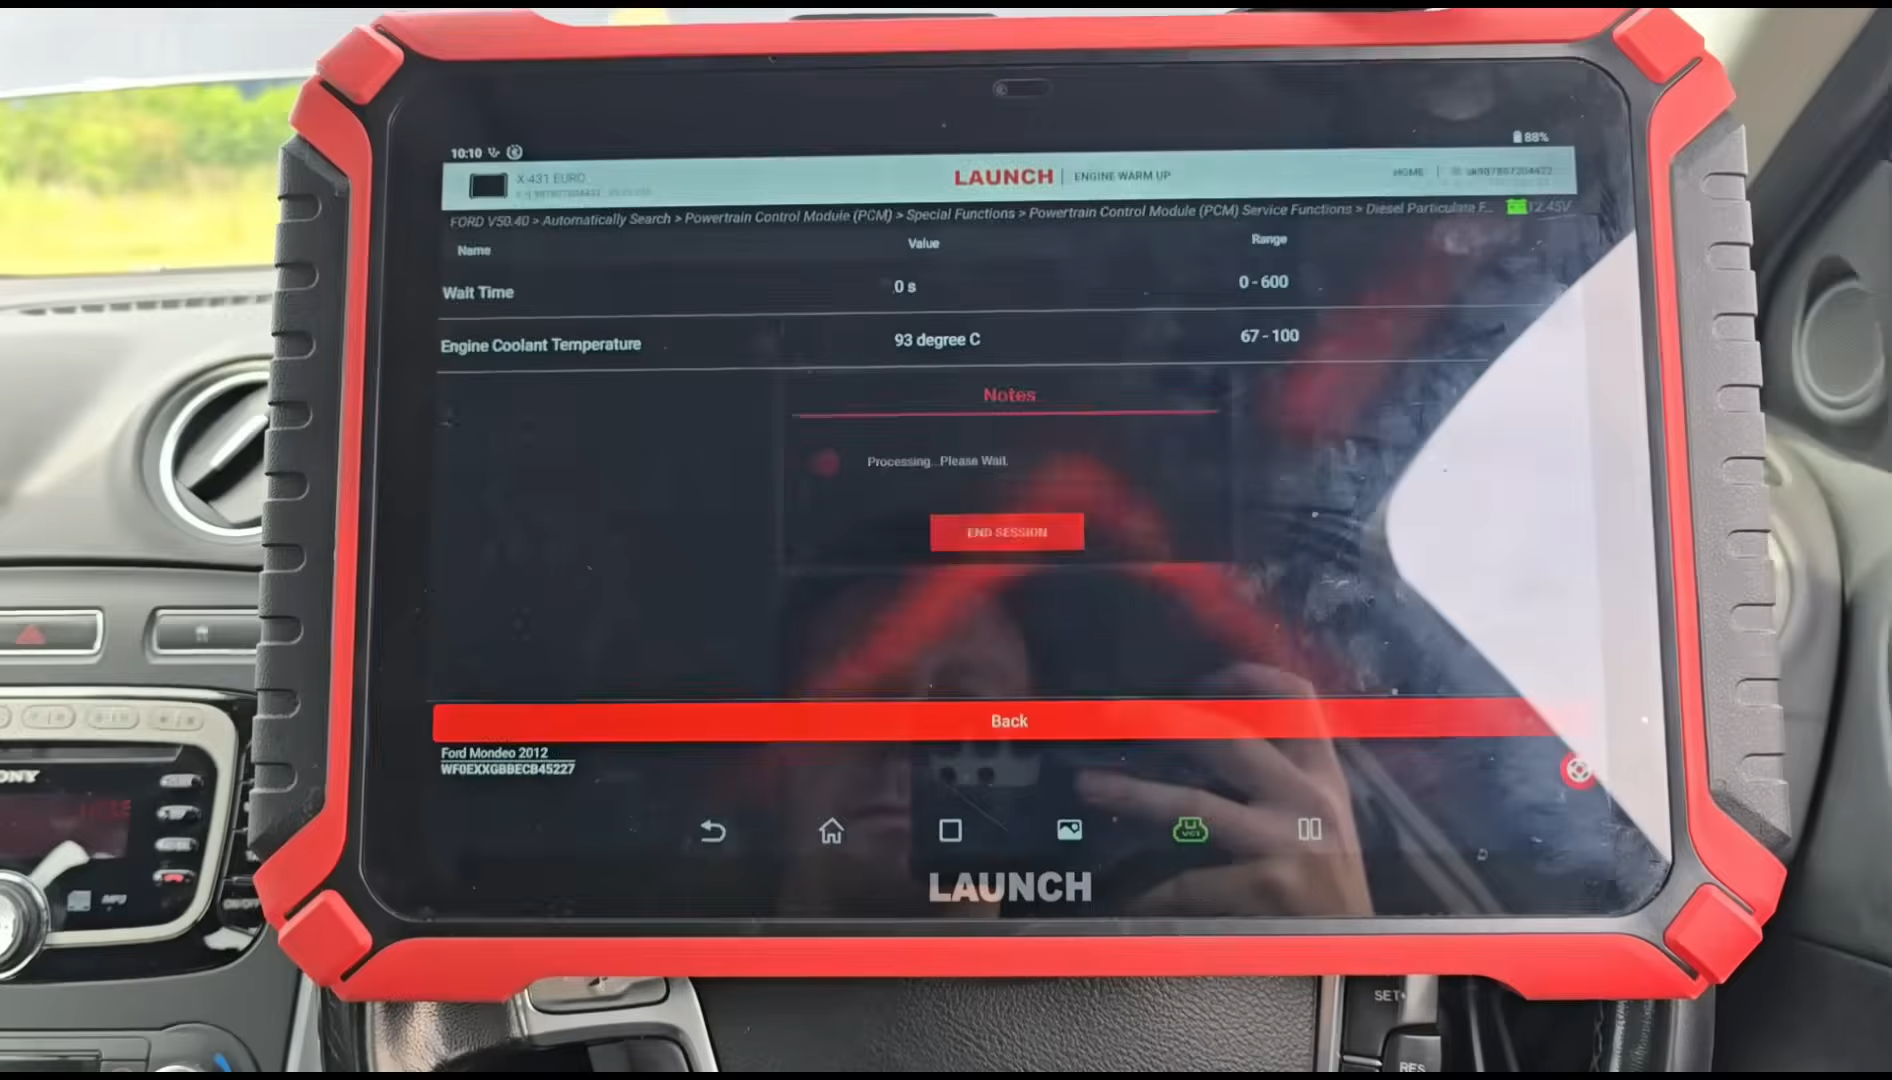 10:10
88%
X-431 EURO
LAUNCH | ENGINE WARM UP
HOME
FORD V50.40 > Automatically Search > Powertrain Control Module (PCM) > Special Functions > Powertrain Control Module (PCM) Service Functions > Diesel Particulate F... 12.45V
Name Value Range
Wait Time 0 s 0 - 600
Engine Coolant Temperature 93 degree C 67 - 100
Notes
Processing...Please Wait.
END SESSION
Back
Ford Mondeo 2012
WF0EXXGBBECB45227
VCI
LAUNCH
MP3
SET+
RES